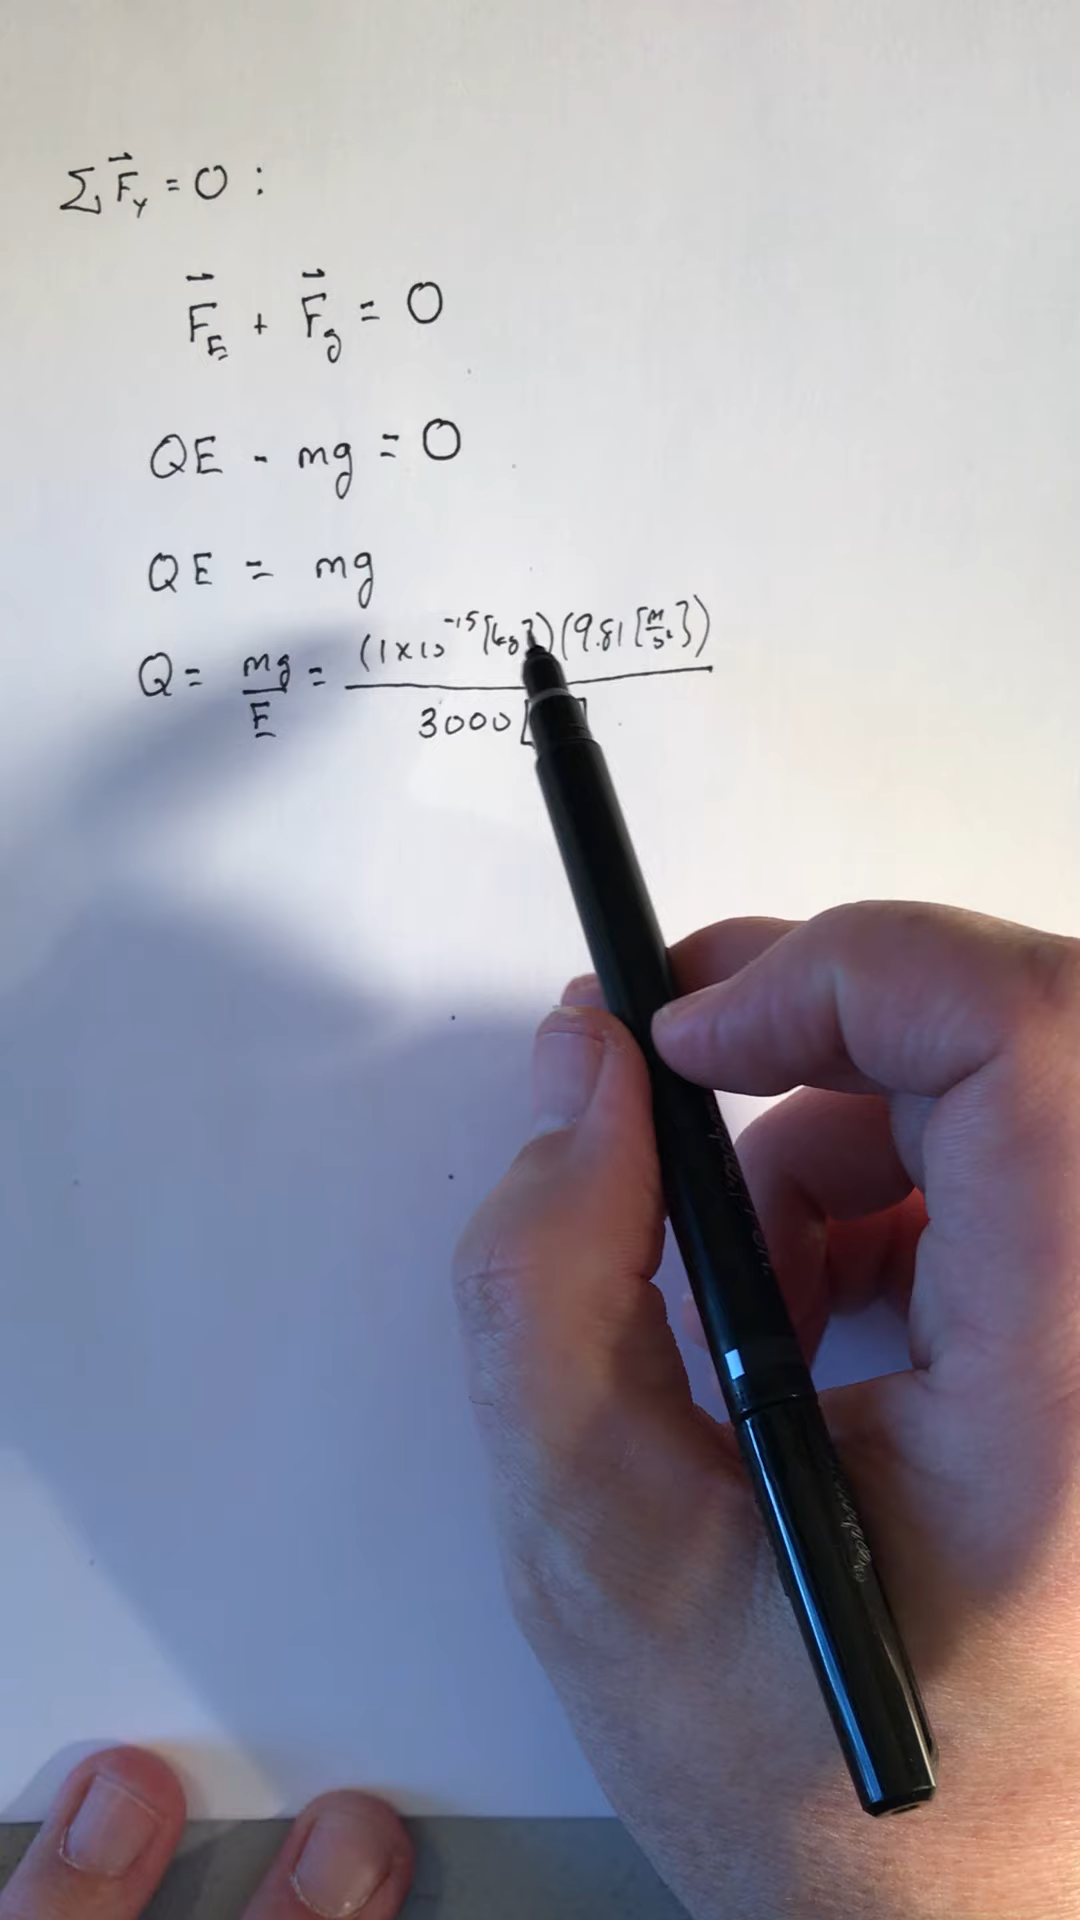 ΣF⃗y = 0 :
F⃗E + F⃗g = 0
QE - mg = 0
QE = mg
Q = mg/E = (1x10^-15 [kg])(9.81 [m/s²]) / 3000 [